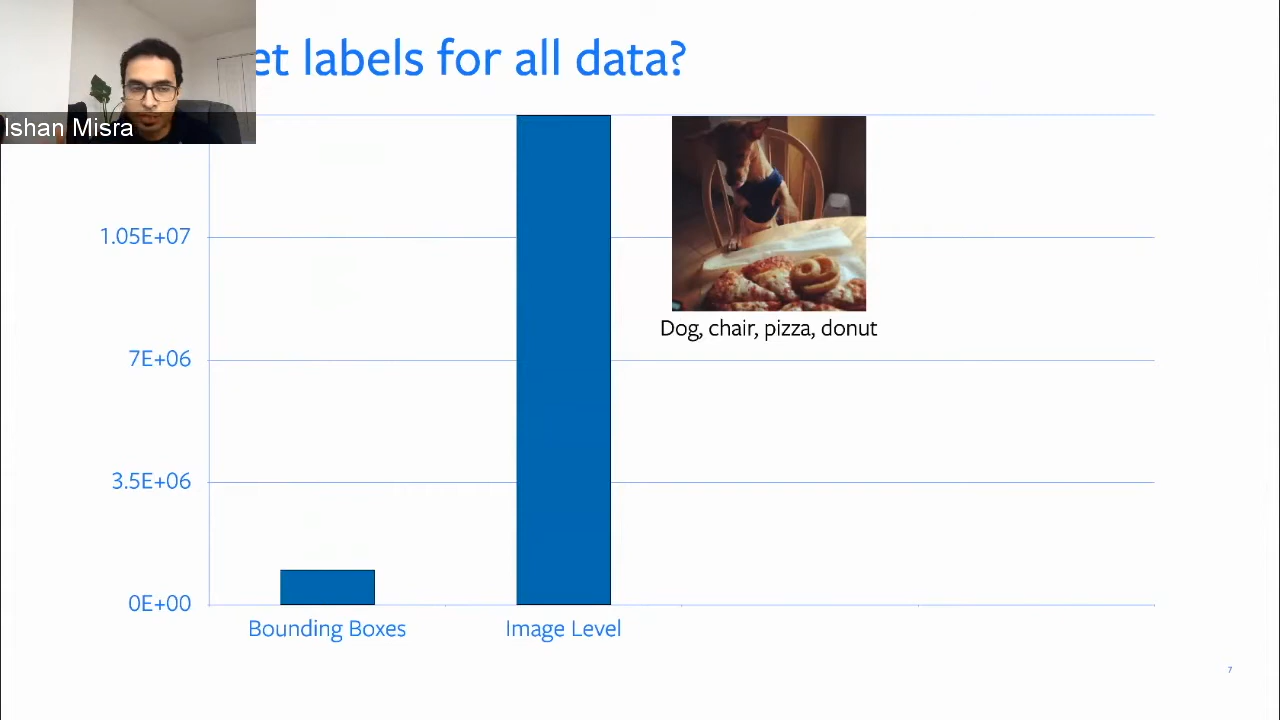 et labels for all data?
Ishan Misra
1.05E+07
Dog, chair, pizza, donut
7E+06
3.5E+06
0E+00
Bounding Boxes
Image Level
7